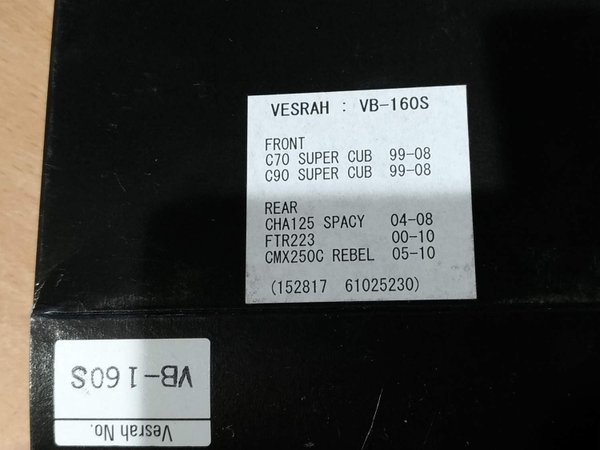 VESRAH : VB-160S
FRONT
C70 SUPER CUB 99-08
C90 SUPER CUB 99-08
REAR
CHA125 SPACY 04-08
FTR223 00-10
CMX250C REBEL 05-10
(152817 61025230)
Vesrah No.
VB-160S